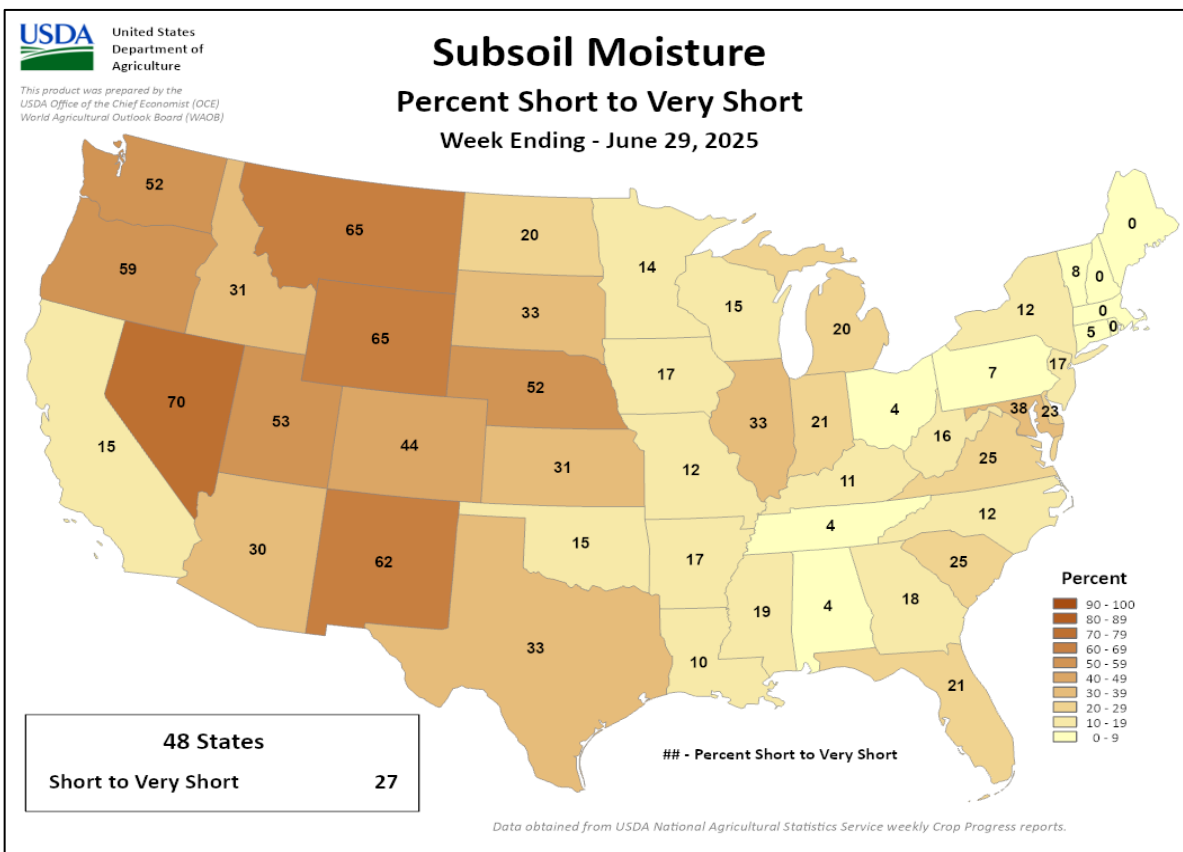 USDA
United States
Department of
Agriculture
This product was prepared by the
USDA Office of the Chief Economist (OCE)
World Agricultural Outlook Board (WAOB)
Subsoil Moisture
Percent Short to Very Short
Week Ending - June 29, 2025
52
59
31
65
65
20
33
14
15
20
12
8
0
0
0
5
0
15
70
53
44
52
31
17
12
33
21
4
7
17
38
23
16
25
11
4
12
30
62
15
33
17
10
19
4
18
25
21
Percent
90 - 100
80 - 89
70 - 79
60 - 69
50 - 59
40 - 49
30 - 39
20 - 29
10 - 19
0 - 9
48 States
Short to Very Short 27
## - Percent Short to Very Short
Data obtained from USDA National Agricultural Statistics Service weekly Crop Progress reports.